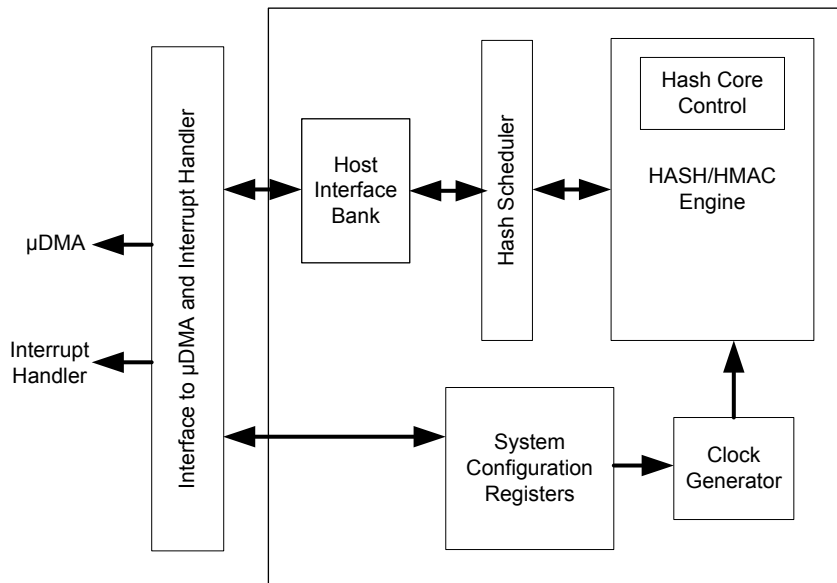 Hash Core
Control
HASH/HMAC
Engine
Host
Interface
Bank
Hash Scheduler
Interface to µDMA and Interrupt Handler
µDMA
Interrupt
Handler
System
Configuration
Registers
Clock
Generator